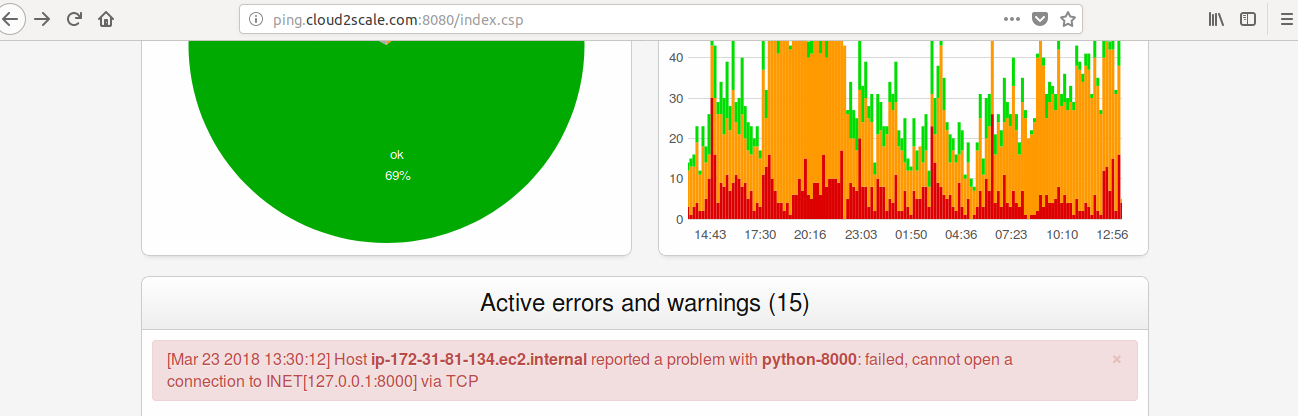 ping.cloud2scale.com:8080/index.csp
ok
69%
40
30
20
10
0
14:43 17:30 20:16 23:03 01:50 04:36 07:23 10:10 12:56
Active errors and warnings (15)
[Mar 23 2018 13:30:12] Host ip-172-31-81-134.ec2.internal reported a problem with python-8000: failed, cannot open a
connection to INET[127.0.0.1:8000] via TCP